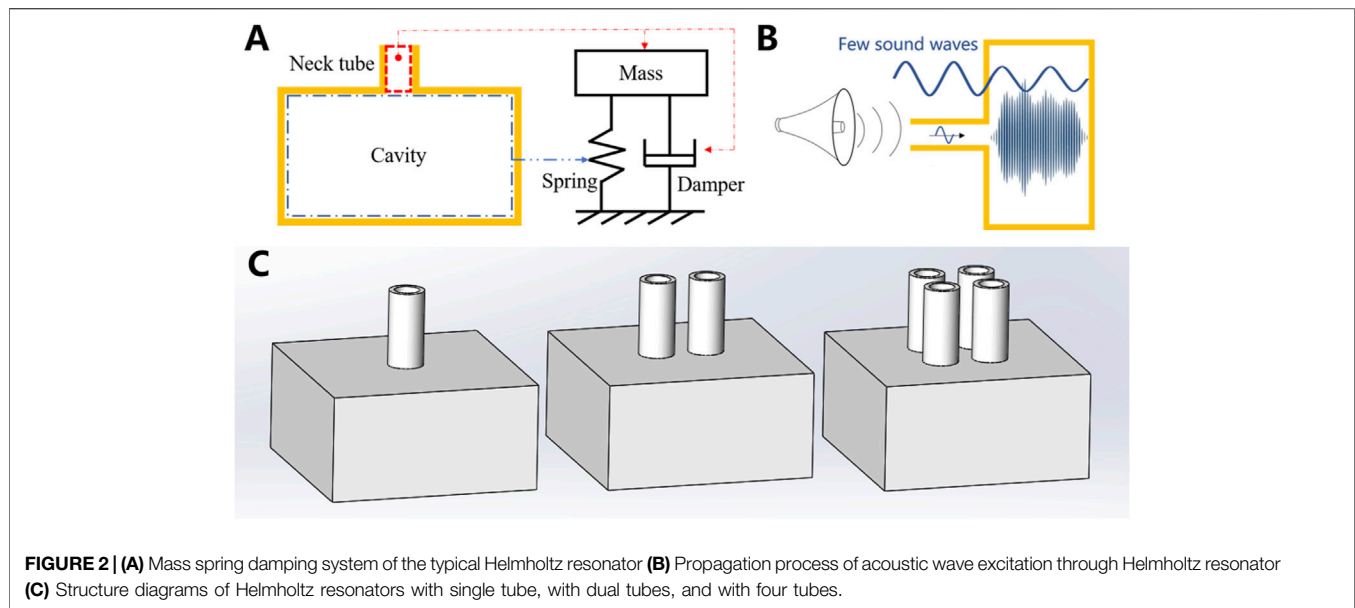 A
Neck tube
Cavity
Mass
Spring
Damper
B
Few sound waves
C
FIGURE 2 | (A) Mass spring damping system of the typical Helmholtz resonator (B) Propagation process of acoustic wave excitation through Helmholtz resonator
(C) Structure diagrams of Helmholtz resonators with single tube, with dual tubes, and with four tubes.